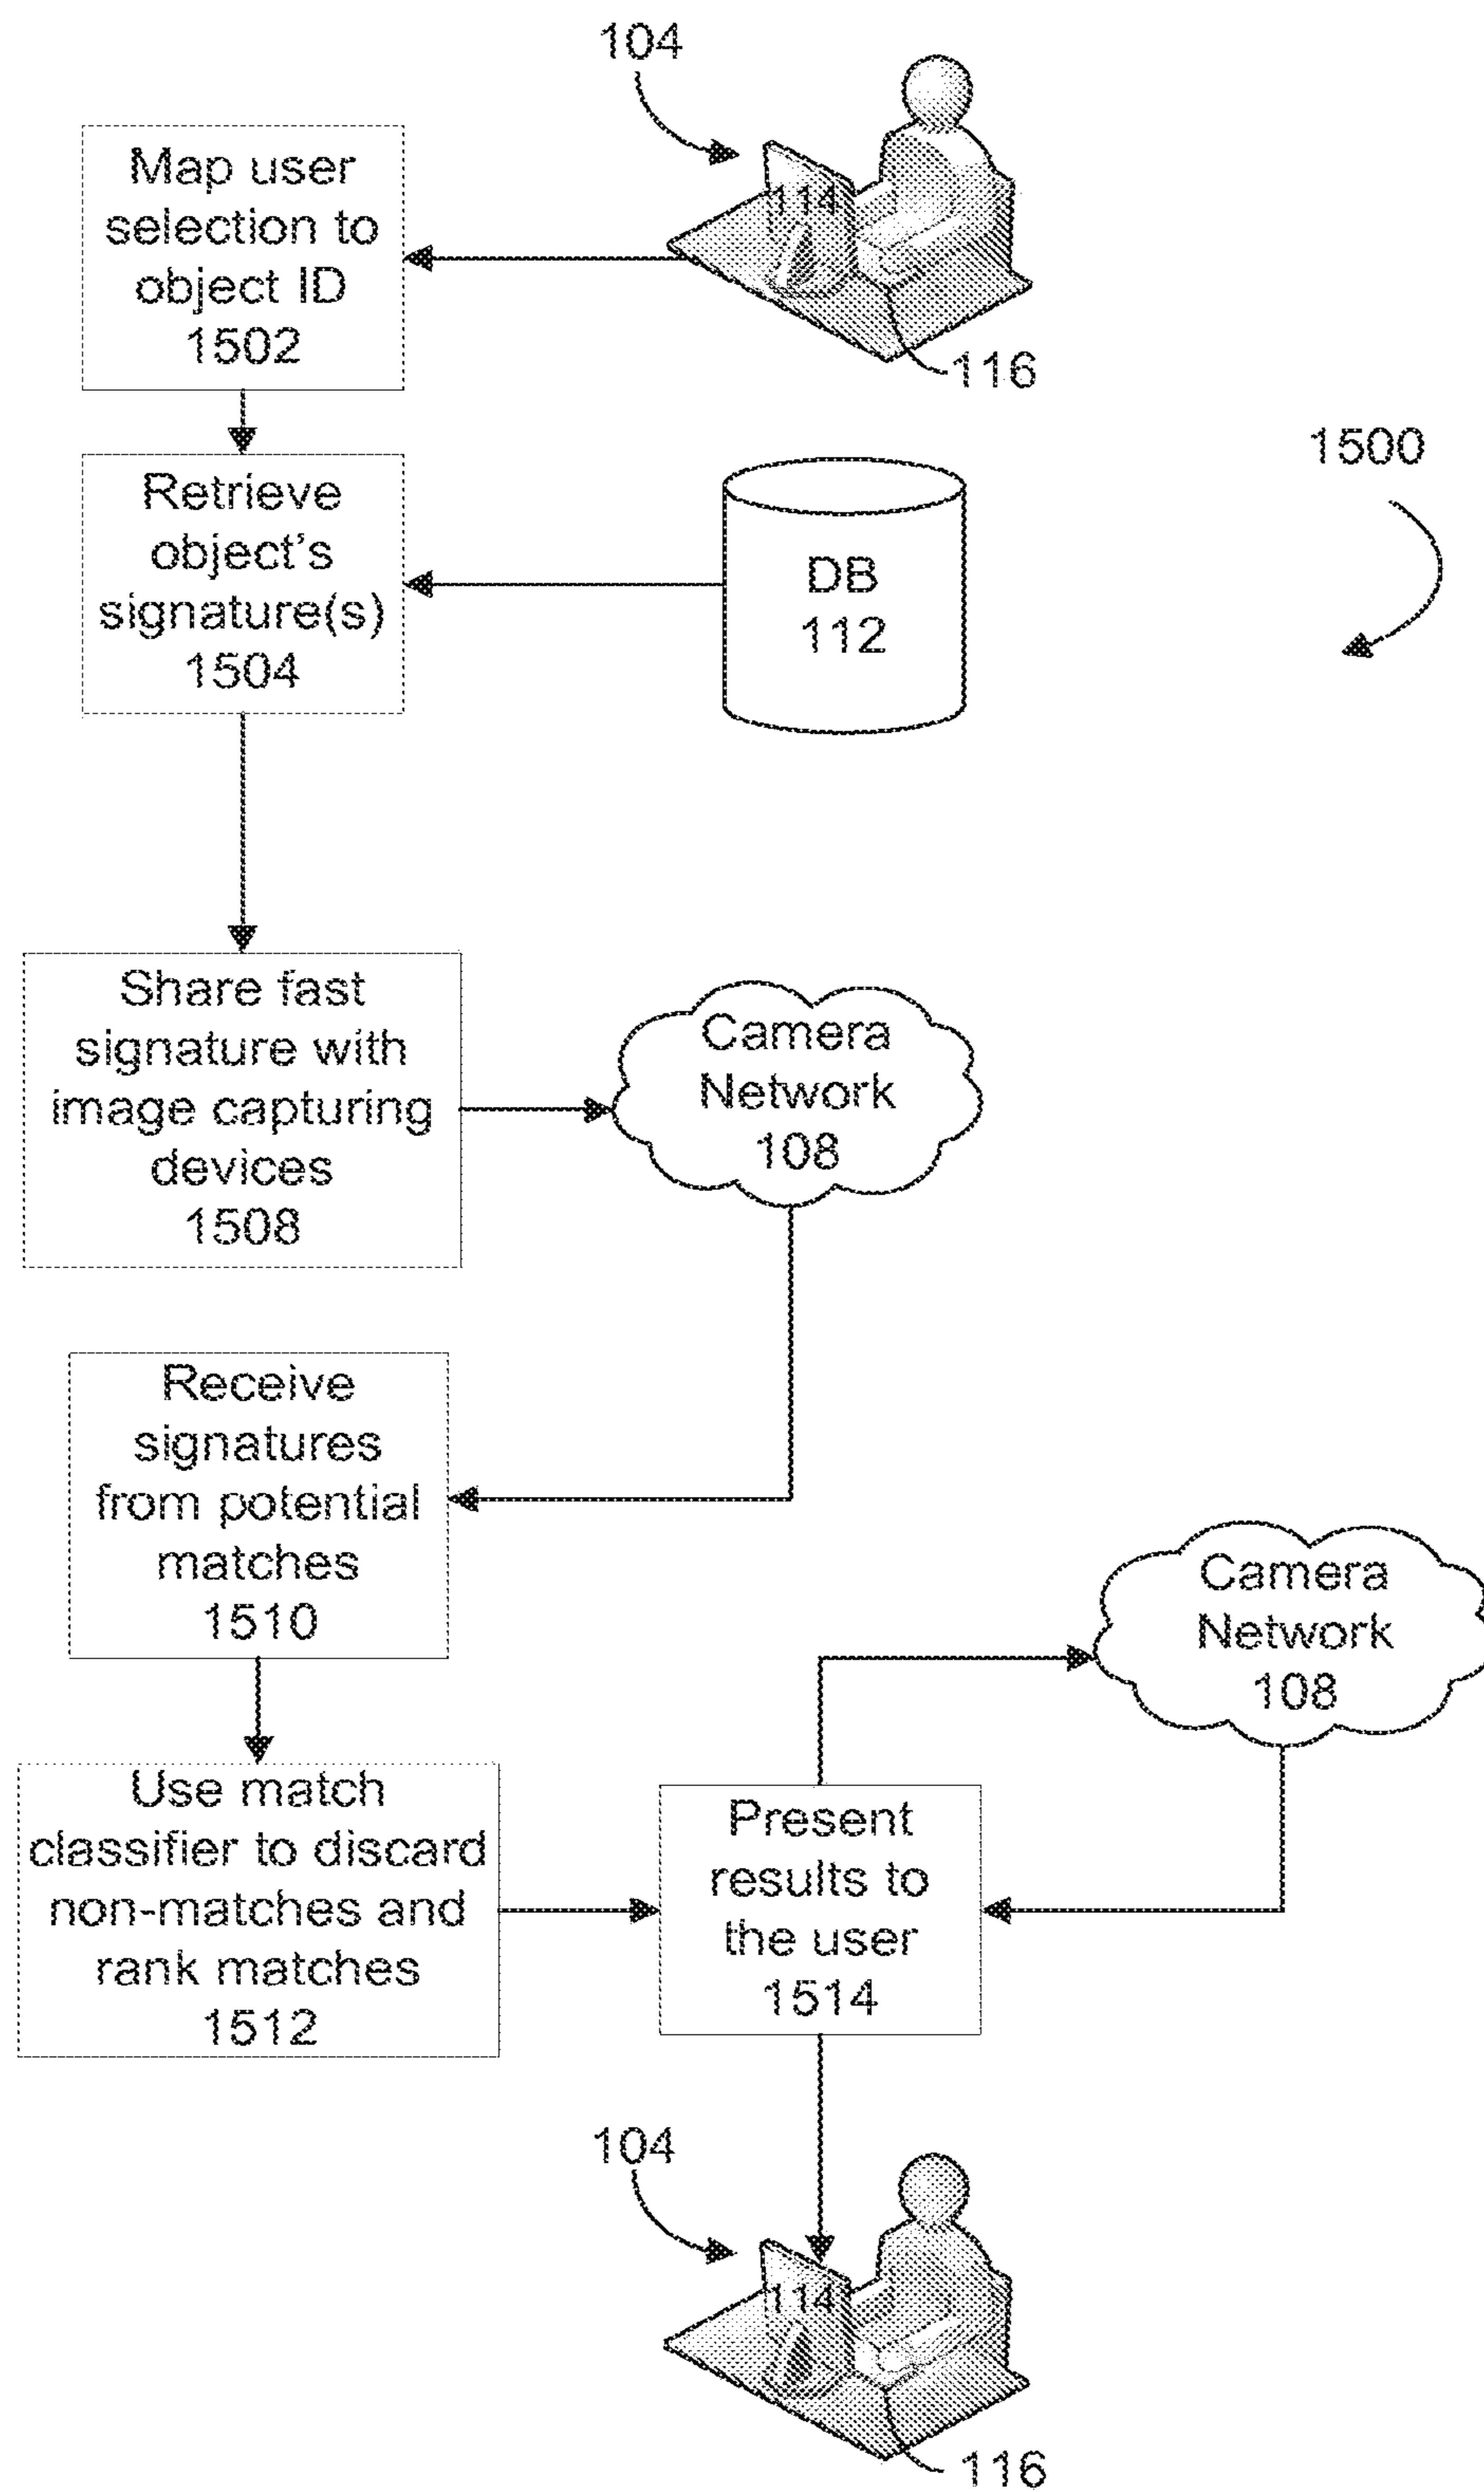 104
Map user
selection to
object ID
1502
114
116
1500
Retrieve
object's
signature(s)
1504
DB
112
Share fast
signature with
image capturing
devices
1508
Camera
Network
108
Receive
signatures
from potential
matches
1510
Camera
Network
108
Use match
classifier to discard
non-matches and
rank matches
1512
Present
results to
the user
1514
104
114
116